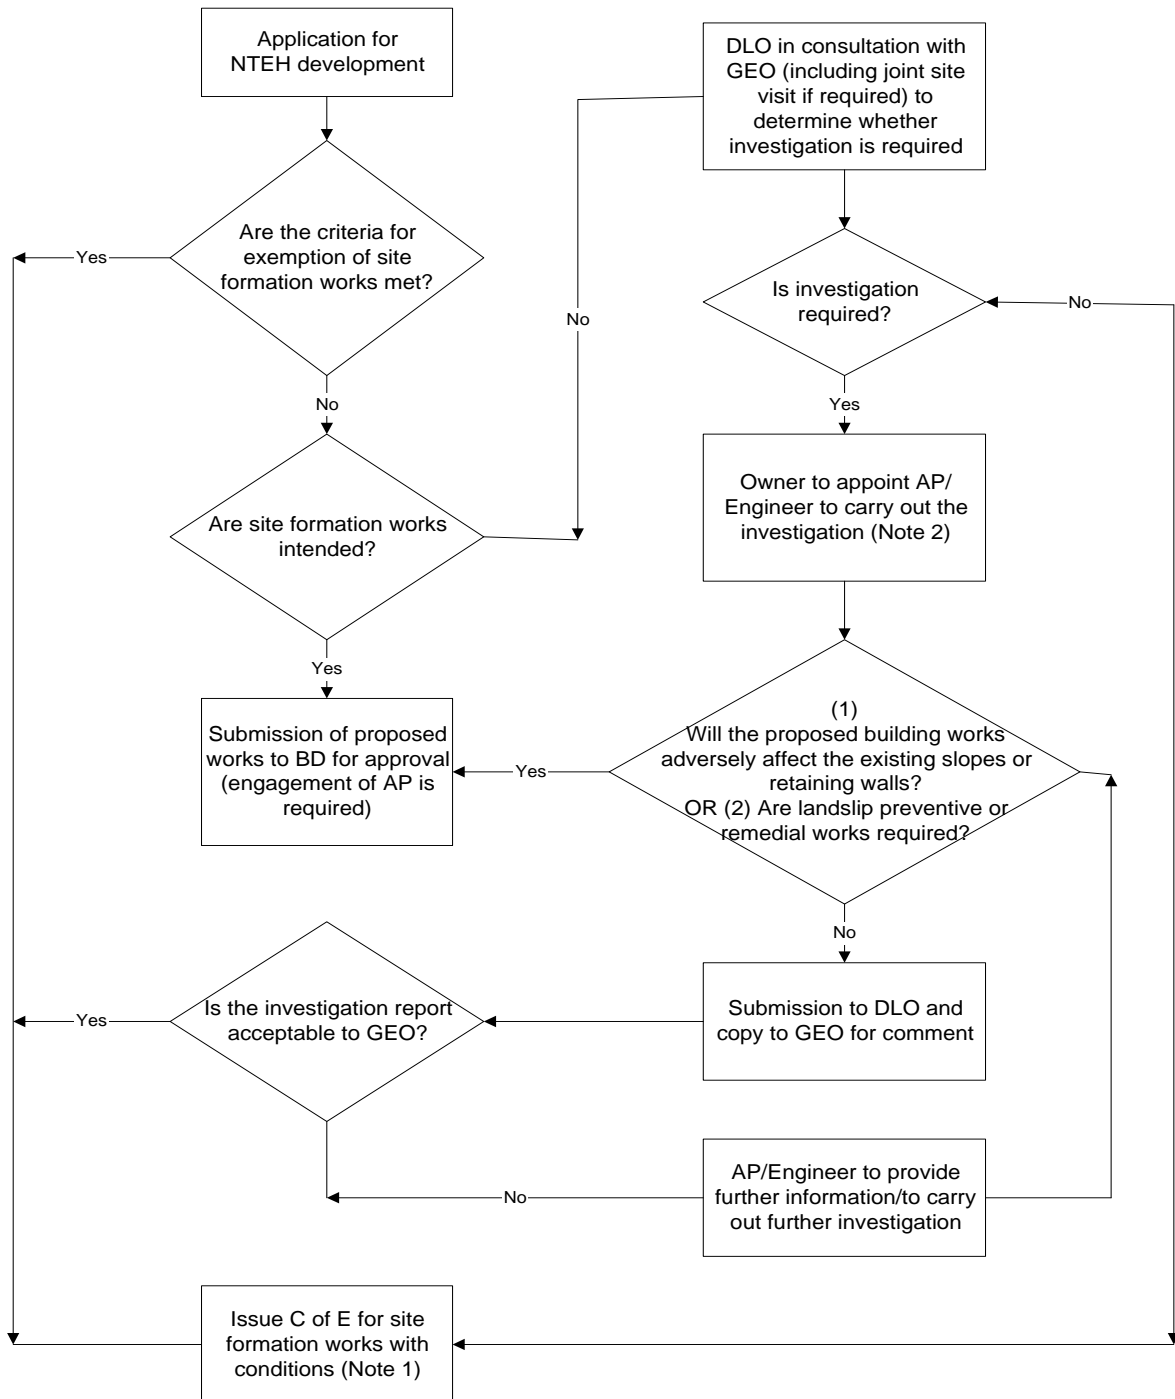 Application for
NTEH development
Are the criteria for
exemption of site
formation works met?
Yes
No
Are site formation works
intended?
No
Yes
Submission of proposed
works to BD for approval
(engagement of AP is
required)
DLO in consultation with
GEO (including joint site
visit if required) to
determine whether
investigation is required
Is investigation
required?
No
Yes
Owner to appoint AP/
Engineer to carry out the
investigation (Note 2)
(1)
Will the proposed building works
adversely affect the existing slopes or
retaining walls?
OR (2) Are landslip preventive or
remedial works required?
Yes
No
Submission to DLO and
copy to GEO for comment
Is the investigation report
acceptable to GEO?
Yes
No
AP/Engineer to provide
further information/to carry
out further investigation
Issue C of E for site
formation works with
conditions (Note 1)